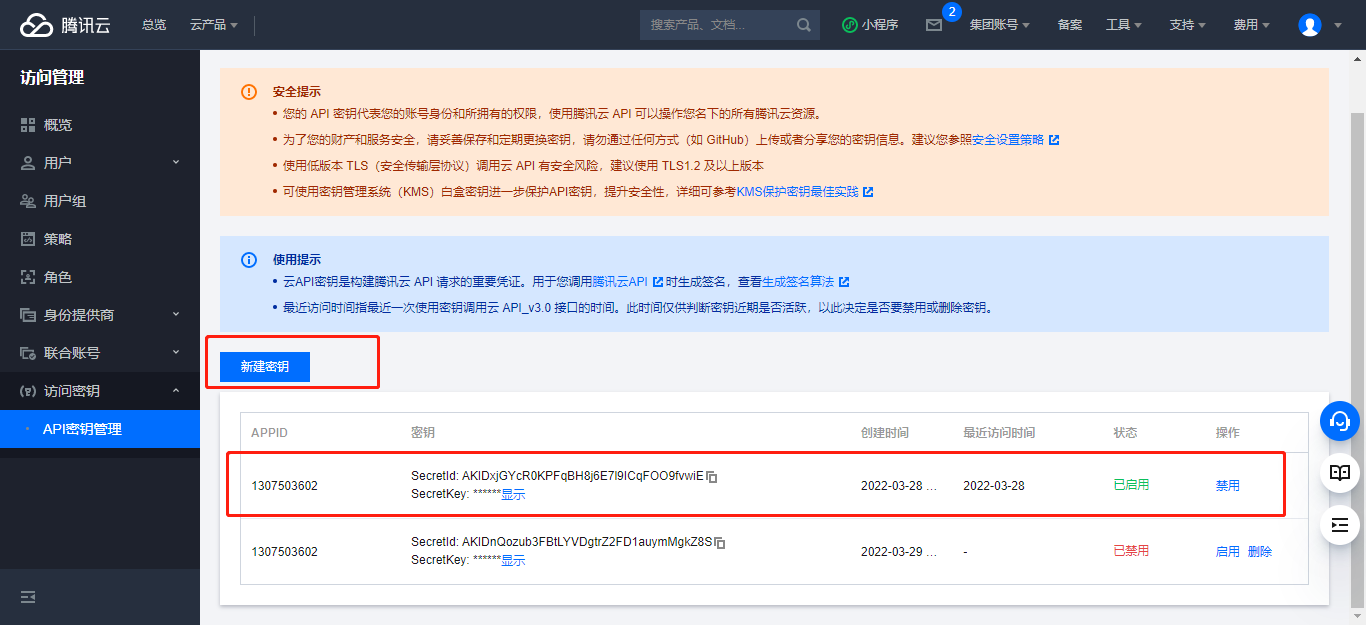 腾讯云 总览 云产品 搜索产品、文档... 小程序 2 集团账号 备案 工具 支持 费用
访问管理
概览
用户
用户组
策略
角色
身份提供商
联合账号
访问密钥
API密钥管理
安全提示
• 您的 API 密钥代表您的账号身份和所拥有的权限，使用腾讯云 API 可以操作您名下的所有腾讯云资源。
• 为了您的财产和服务安全，请妥善保存和定期更换密钥，请勿通过任何方式（如 GitHub）上传或者分享您的密钥信息。建议您参照安全设置策略
• 使用低版本 TLS（安全传输层协议）调用云 API 有安全风险，建议使用 TLS1.2 及以上版本
• 可使用密钥管理系统（KMS）白盒密钥进一步保护API密钥，提升安全性，详细可参考KMS保护密钥最佳实践
使用提示
• 云API密钥是构建腾讯云 API 请求的重要凭证。用于您调用腾讯云API 时生成签名，查看生成签名算法
• 最近访问时间指最近一次使用密钥调用云 API_v3.0 接口的时间。此时间仅供判断密钥近期是否活跃，以此决定是否要禁用或删除密钥。
新建密钥
APPID 密钥 创建时间 最近访问时间 状态 操作
SecretId: AKIDxjGYcR0KPFqBH8j6E7I9ICqFOO9fvwiE
1307503602 2022-03-28 ... 2022-03-28 已启用 禁用
SecretKey: ******显示
SecretId: AKIDnQozub3FBtLYVDgtrZ2FD1auymMgkZ8S
1307503602 2022-03-29 ... - 已禁用 启用 删除
SecretKey: ******显示